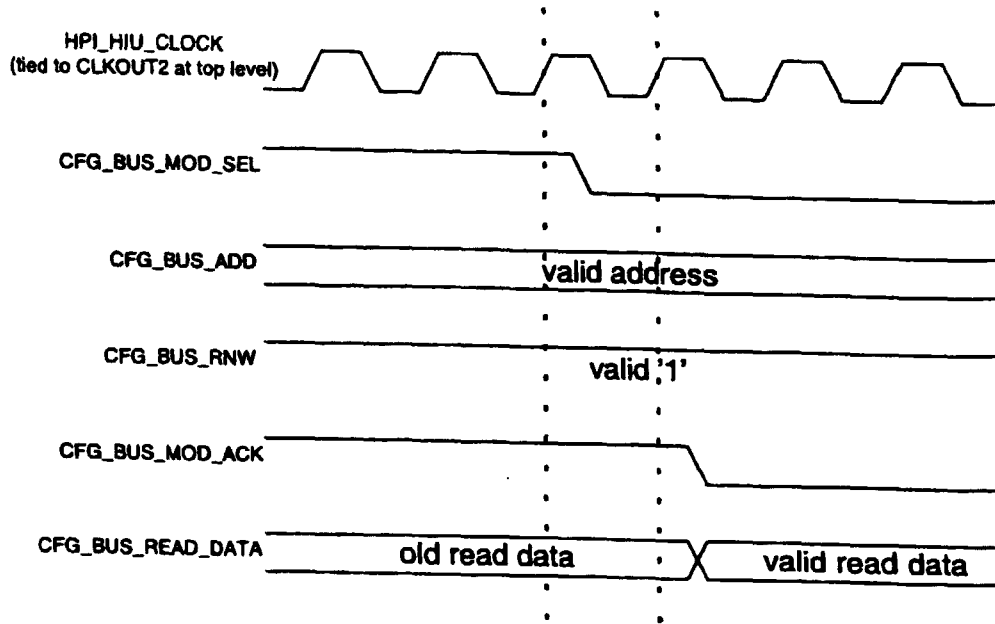 HPI_HIU_CLOCK
(tied to CLKOUT2 at top level)
CFG_BUS_MOD_SEL
CFG_BUS_ADD
valid address
CFG_BUS_RNW
valid '1'
CFG_BUS_MOD_ACK
CFG_BUS_READ_DATA
old read data
valid read data